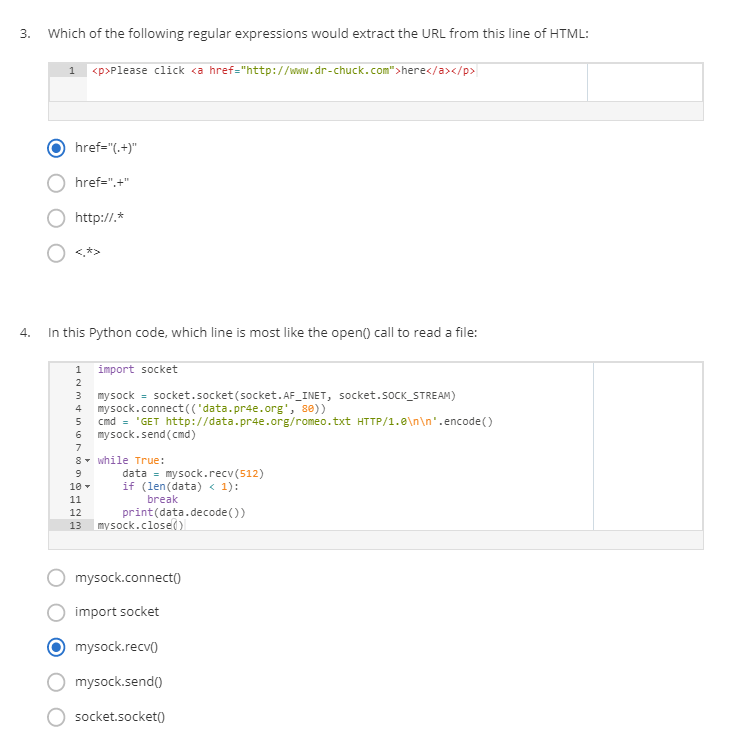 3. Which of the following regular expressions would extract the URL from this line of HTML:
1 <p>Please click <a href="http://www.dr-chuck.com">here</a></p>
href="(.+)"
href=".+"
http://.*
<.*>
4. In this Python code, which line is most like the open() call to read a file:
1 import socket
2
3 mysock = socket.socket(socket.AF_INET, socket.SOCK_STREAM)
4 mysock.connect(('data.pr4e.org', 80))
5 cmd = 'GET http://data.pr4e.org/romeo.txt HTTP/1.0\n\n'.encode()
6 mysock.send(cmd)
7
8 while True:
9 data = mysock.recv(512)
10 if (len(data) < 1):
11 break
12 print(data.decode())
13 mysock.close()
mysock.connect()
import socket
mysock.recv()
mysock.send()
socket.socket()